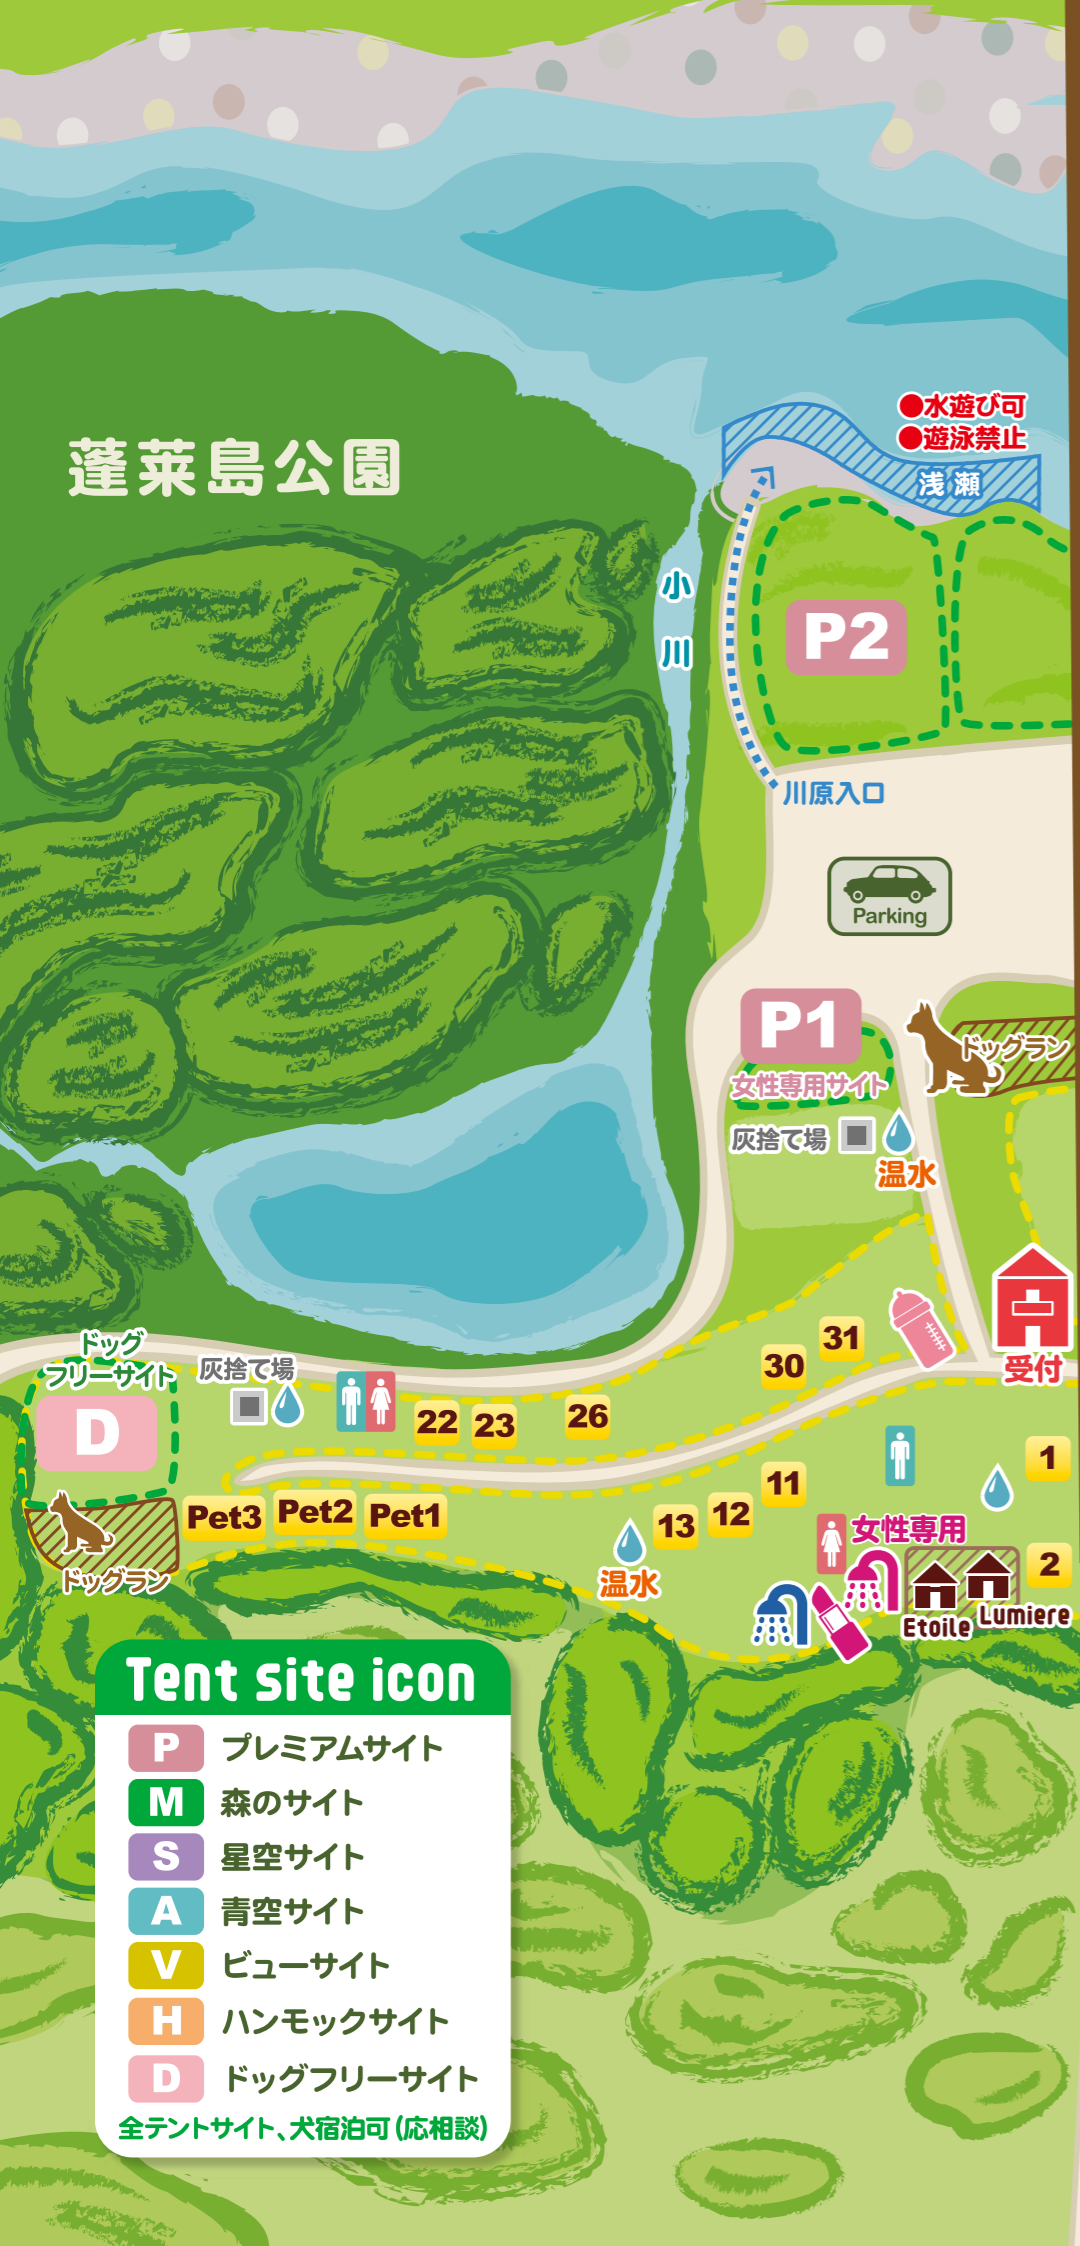 ●水遊び可
●遊泳禁止
浅瀬
蓬莱島公園
小川
P2
川原入口
Parking
P1
女性専用サイト
ドッグラン
灰捨て場
温水
受付
31
30
ドッグ
フリーサイト
D
灰捨て場
22
23
26
1
11
12
13
2
Pet3
Pet2
Pet1
女性専用
温水
ドッグラン
Etoile
Lumiere
Tent site icon
P プレミアムサイト
M 森のサイト
S 星空サイト
A 青空サイト
V ビューサイト
H ハンモックサイト
D ドッグフリーサイト
全テントサイト、犬宿泊可(応相談)